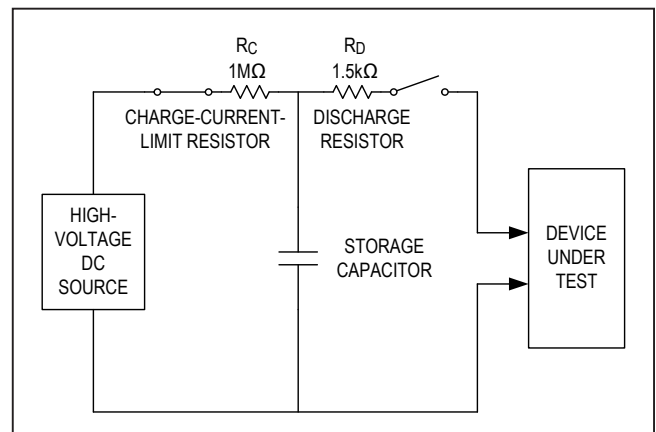 RC
1MΩ
RD
1.5kΩ
CHARGE-CURRENT-
LIMIT RESISTOR
DISCHARGE
RESISTOR
HIGH-
VOLTAGE
DC
SOURCE
STORAGE
CAPACITOR
DEVICE
UNDER
TEST